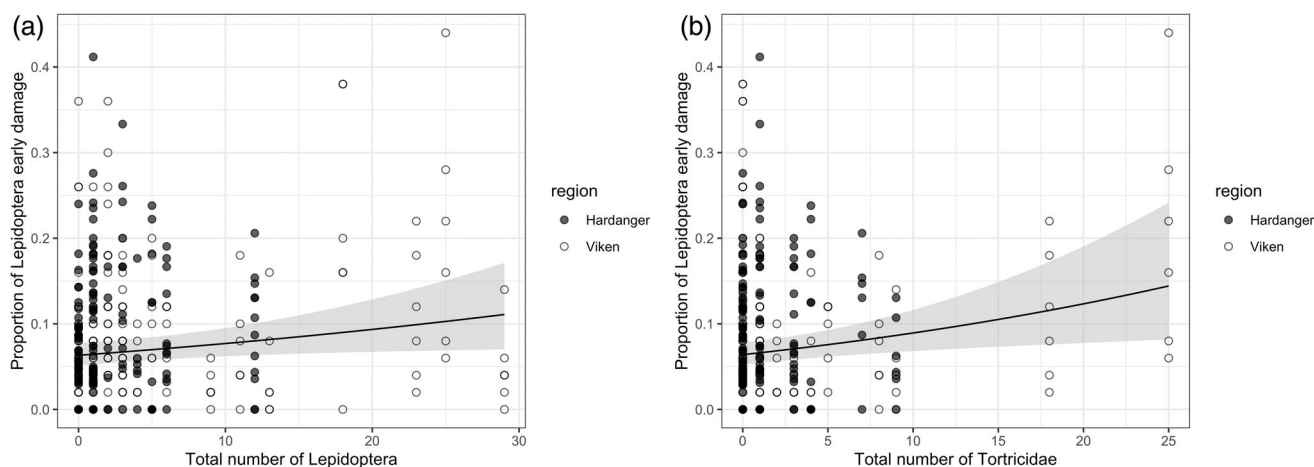 (a)
Proportion of Lepidoptera early damage
0.4
0.3
0.2
0.1
0.0
0
10
20
30
Total number of Lepidoptera
region
Hardanger
Viken
(b)
Proportion of Lepidoptera early damage
0.4
0.3
0.2
0.1
0.0
0
5
10
15
20
25
Total number of Tortricidae
region
Hardanger
Viken